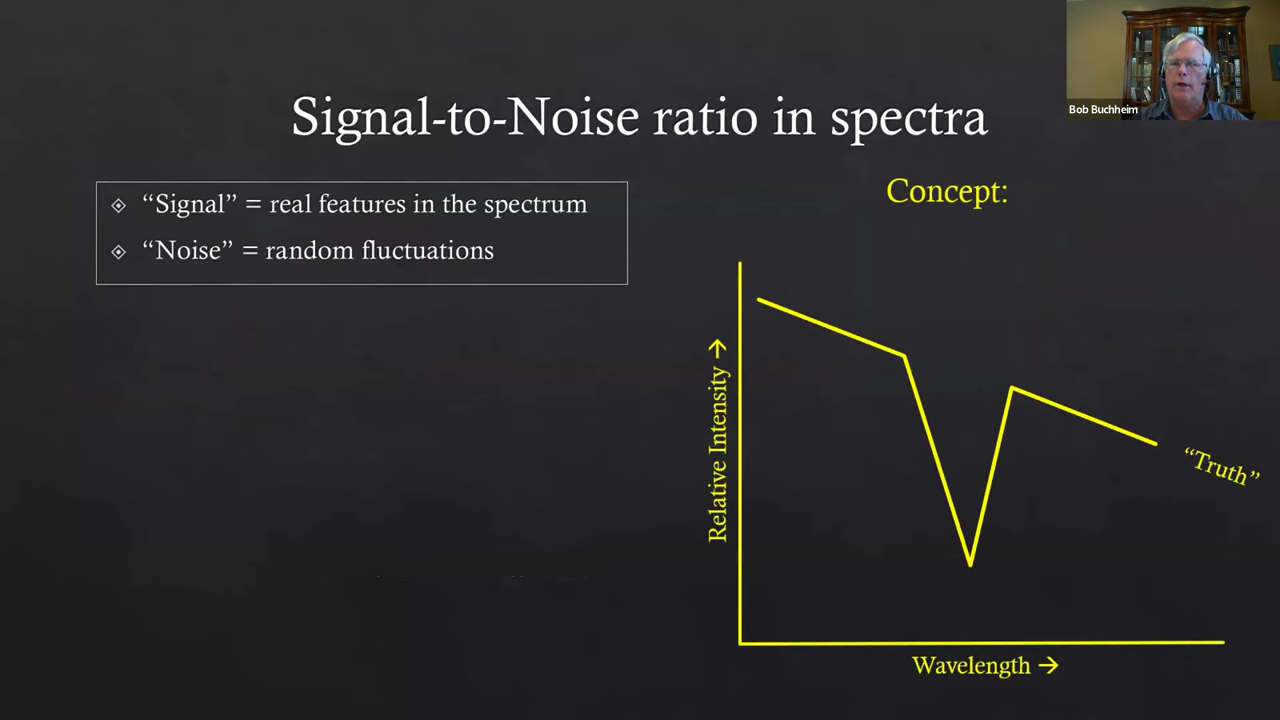 Bob Buchheim
Signal-to-Noise ratio in spectra
“Signal” = real features in the spectrum
“Noise” = random fluctuations
Concept:
Relative Intensity →
“Truth”
Wavelength →